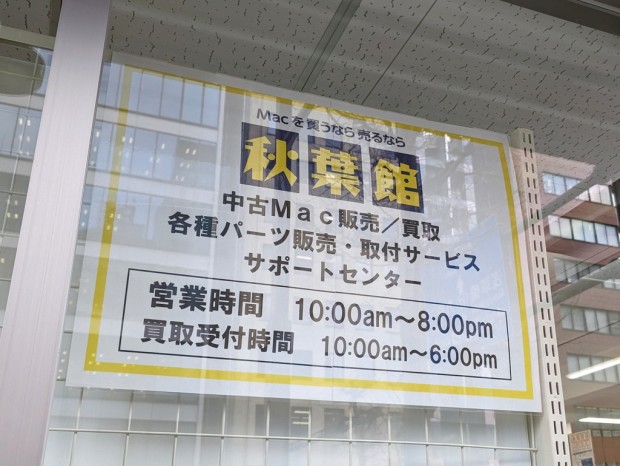 Macを買うなら売るなら
秋葉館
中古Mac販売／買取
各種パーツ販売・取付サービス
サポートセンター
営業時間 10:00am～8:00pm
買取受付時間 10:00am～6:00pm